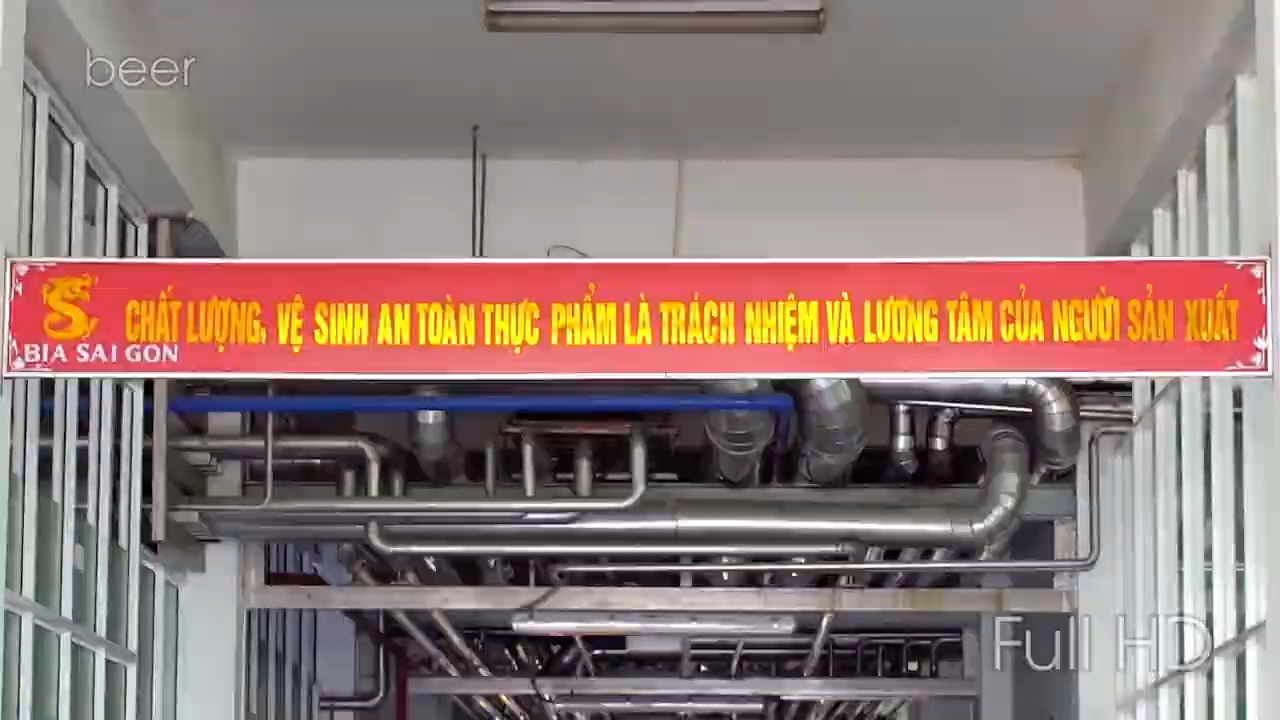 beer
CHẤT LƯỢNG, VỆ SINH AN TOÀN THỰC PHẨM LÀ TRÁCH NHIỆM VÀ LƯƠNG TÂM CỦA NGƯỜI SẢN XUẤT
BIA SAI GON
Full HD